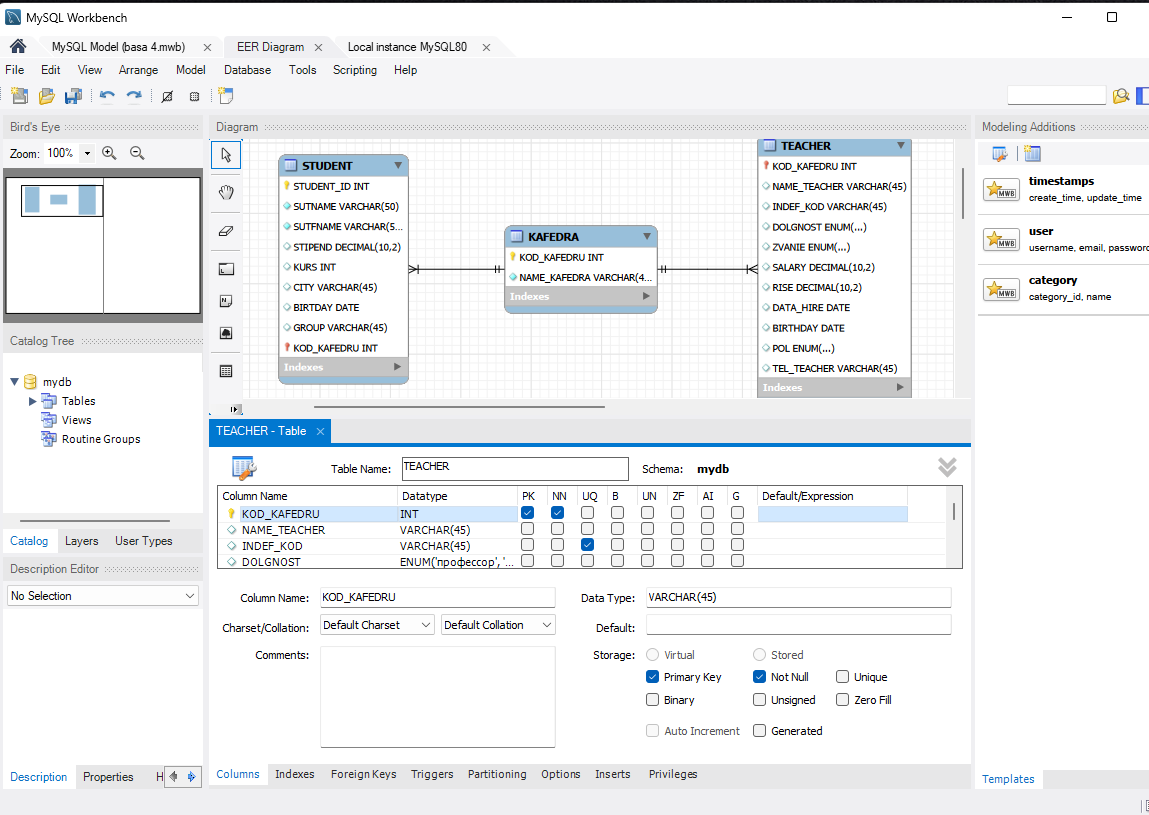 MySQL Workbench
MySQL Model (basa 4.mwb)
EER Diagram
Local instance MySQL80
File Edit View Arrange Model Database Tools Scripting Help
Bird's Eye
Zoom: 100%
Catalog Tree
mydb
Tables
Views
Routine Groups
Catalog Layers User Types
Description Editor
No Selection
Description Properties H
Diagram
STUDENT
STUDENT_ID INT
SUTNAME VARCHAR(50)
SUTFNAME VARCHAR(5...
STIPEND DECIMAL(10,2)
KURS INT
CITY VARCHAR(45)
BIRTDAY DATE
GROUP VARCHAR(45)
KOD_KAFEDRU INT
Indexes
KAFEDRA
KOD_KAFEDRU INT
NAME_KAFEDRA VARCHAR(4...
Indexes
TEACHER
KOD_KAFEDRU INT
NAME_TEACHER VARCHAR(45)
INDEF_KOD VARCHAR(45)
DOLGNOST ENUM(...)
ZVANIE ENUM(...)
SALARY DECIMAL(10,2)
RISE DECIMAL(10,2)
DATA_HIRE DATE
BIRTHDAY DATE
POL ENUM(...)
TEL_TEACHER VARCHAR(45)
Indexes
TEACHER - Table
Table Name: TEACHER Schema: mydb
Column Name Datatype PK NN UQ B UN ZF AI G Default/Expression
KOD_KAFEDRU INT
NAME_TEACHER VARCHAR(45)
INDEF_KOD VARCHAR(45)
DOLGNOST ENUM('профессор', '...
Column Name: KOD_KAFEDRU Data Type: VARCHAR(45)
Charset/Collation: Default Charset Default Collation Default:
Comments: Storage: Virtual Stored
Primary Key Not Null Unique
Binary Unsigned Zero Fill
Auto Increment Generated
Columns Indexes Foreign Keys Triggers Partitioning Options Inserts Privileges
Modeling Additions
timestamps
create_time, update_time
user
username, email, password
category
category_id, name
Templates